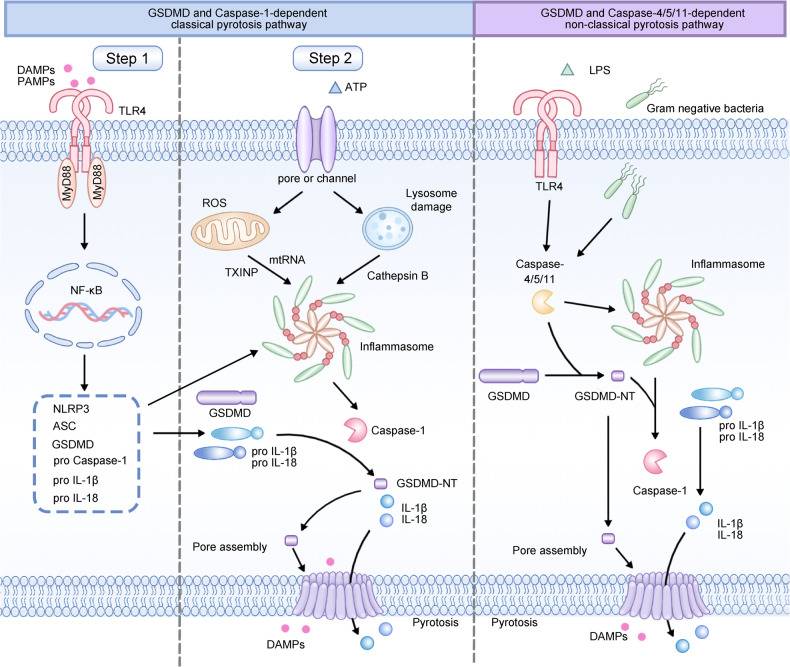 GSDMD and Caspase-1-dependent
classical pyrotosis pathway
GSDMD and Caspase-4/5/11-dependent
non-classical pyrotosis pathway
Step 1
DAMPs
PAMPs
TLR4
MyD88
MyD88
NF-κB
NLRP3
ASC
GSDMD
pro Caspase-1
pro IL-1β
pro IL-18
Step 2
ATP
pore or channel
ROS
Lysosome
damage
mtRNA
TXINP
Cathepsin B
Inflammasome
GSDMD
Caspase-1
pro IL-1β
pro IL-18
GSDMD-NT
IL-1β
IL-18
Pore assembly
Pyrotosis
DAMPs
LPS
Gram negative bacteria
TLR4
Caspase-
4/5/11
Inflammasome
GSDMD
GSDMD-NT
pro IL-1β
pro IL-18
Caspase-1
IL-1β
IL-18
Pore assembly
Pyrotosis
DAMPs